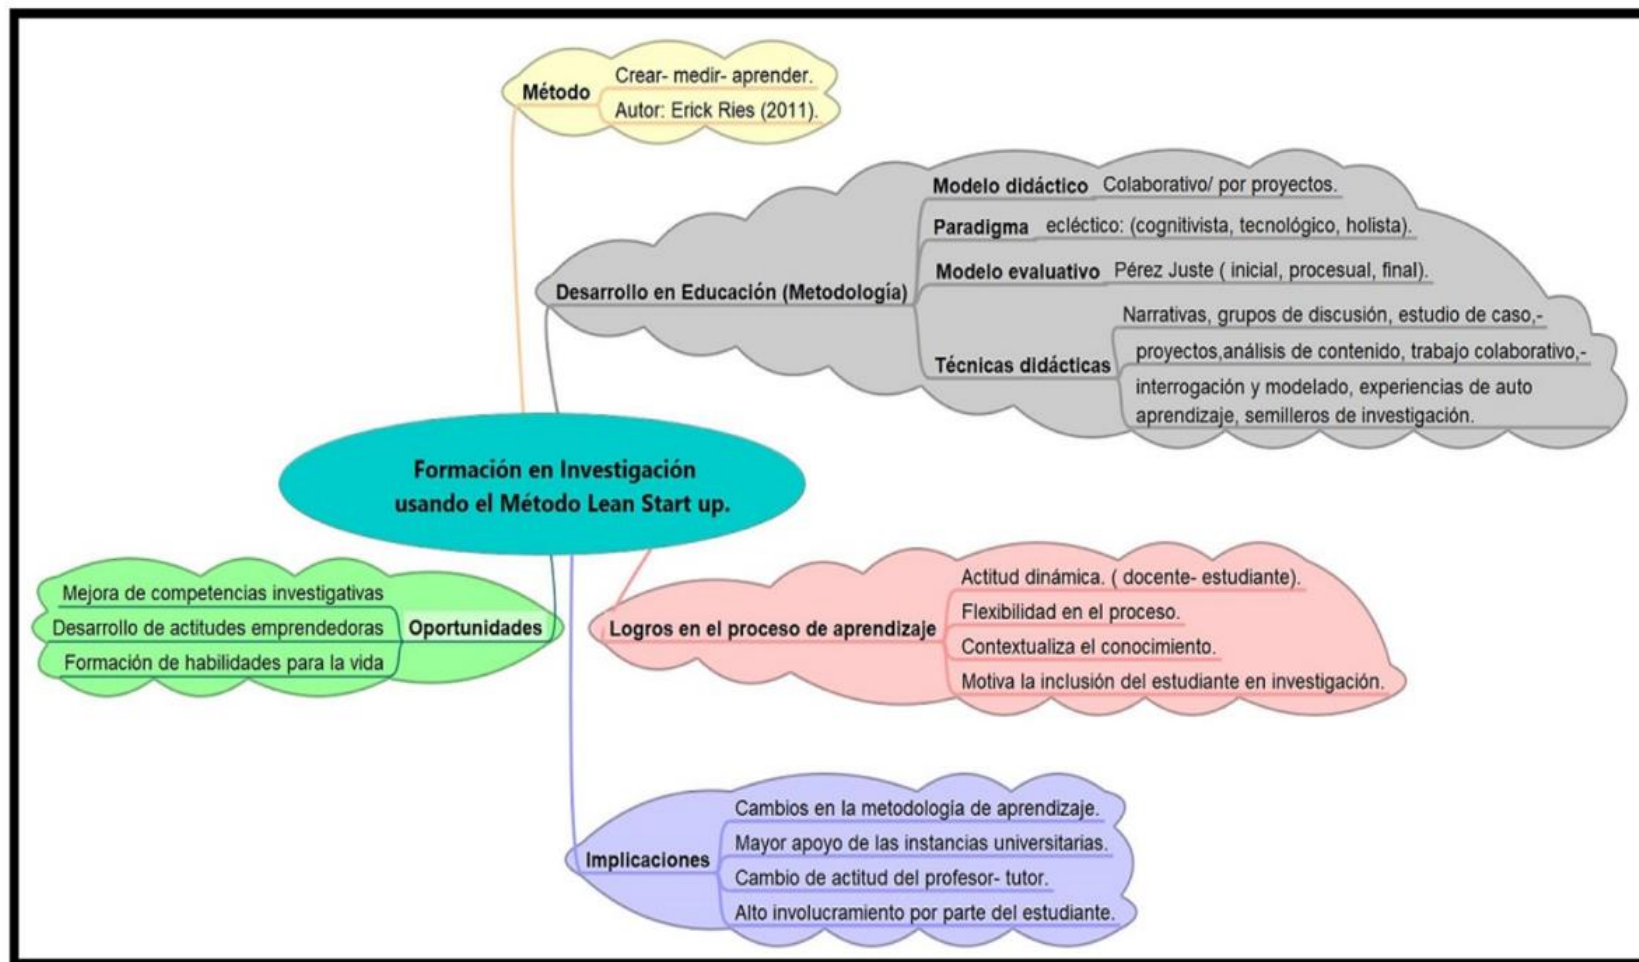 Método
Crear- medir- aprender.
Autor: Erick Ries (2011).
Desarrollo en Educación (Metodología)
Modelo didáctico Colaborativo/ por proyectos.
Paradigma ecléctico: (cognitivista, tecnológico, holista).
Modelo evaluativo Pérez Juste ( inicial, procesual, final).
Técnicas didácticas
Narrativas, grupos de discusión, estudio de caso,-
proyectos,análisis de contenido, trabajo colaborativo,-
interrogación y modelado, experiencias de auto
aprendizaje, semilleros de investigación.
Formación en Investigación
usando el Método Lean Start up.
Oportunidades
Mejora de competencias investigativas
Desarrollo de actitudes emprendedoras
Formación de habilidades para la vida
Logros en el proceso de aprendizaje
Actitud dinámica. ( docente- estudiante).
Flexibilidad en el proceso.
Contextualiza el conocimiento.
Motiva la inclusión del estudiante en investigación.
Implicaciones
Cambios en la metodología de aprendizaje.
Mayor apoyo de las instancias universitarias.
Cambio de actitud del profesor- tutor.
Alto involucramiento por parte del estudiante.